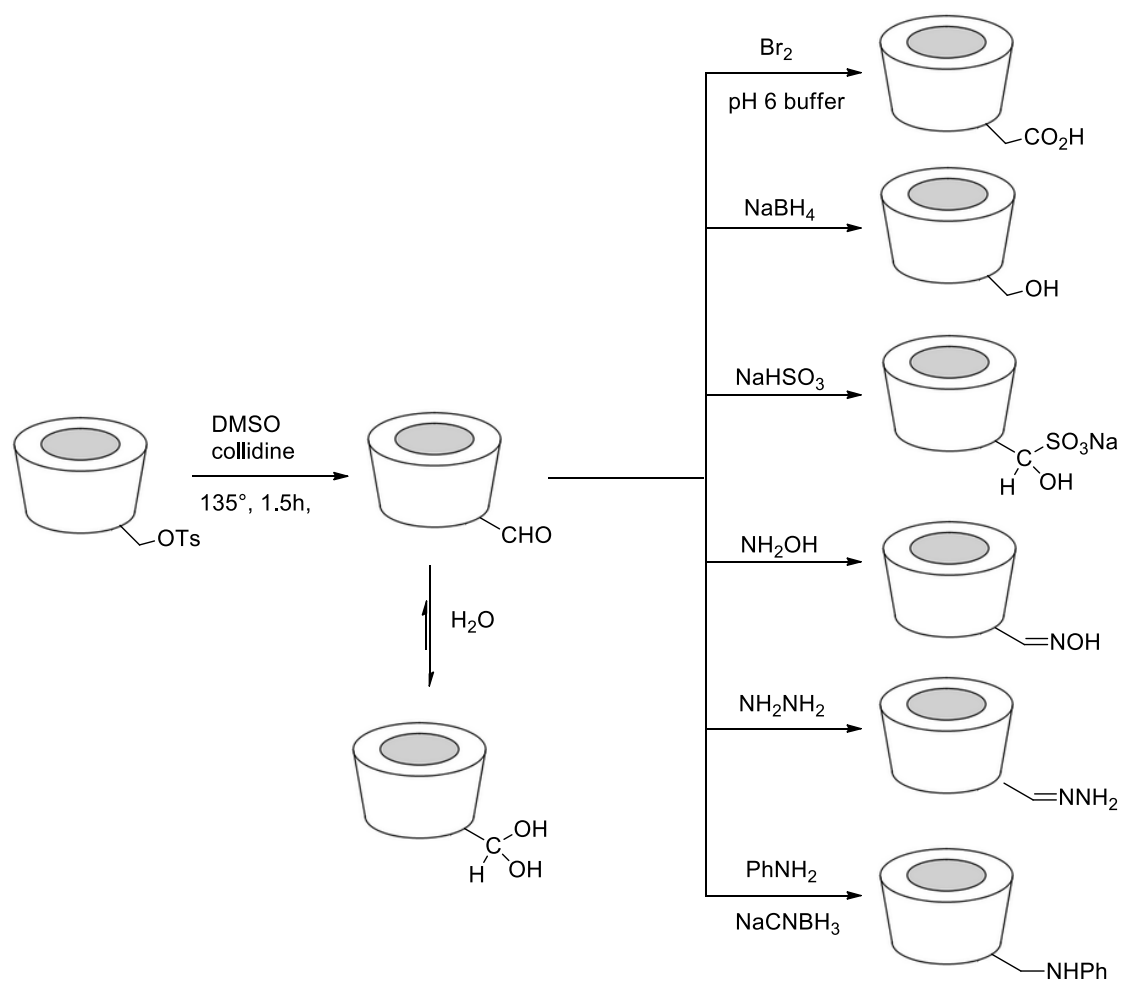 DMSO
collidine
135°, 1.5h,
OTs
CHO
H₂O
OH
C
H
OH
Br₂
pH 6 buffer
CO₂H
NaBH₄
OH
NaHSO₃
SO₃Na
C
H
OH
NH₂OH
NOH
NH₂NH₂
NNH₂
PhNH₂
NaCNBH₃
NHPh